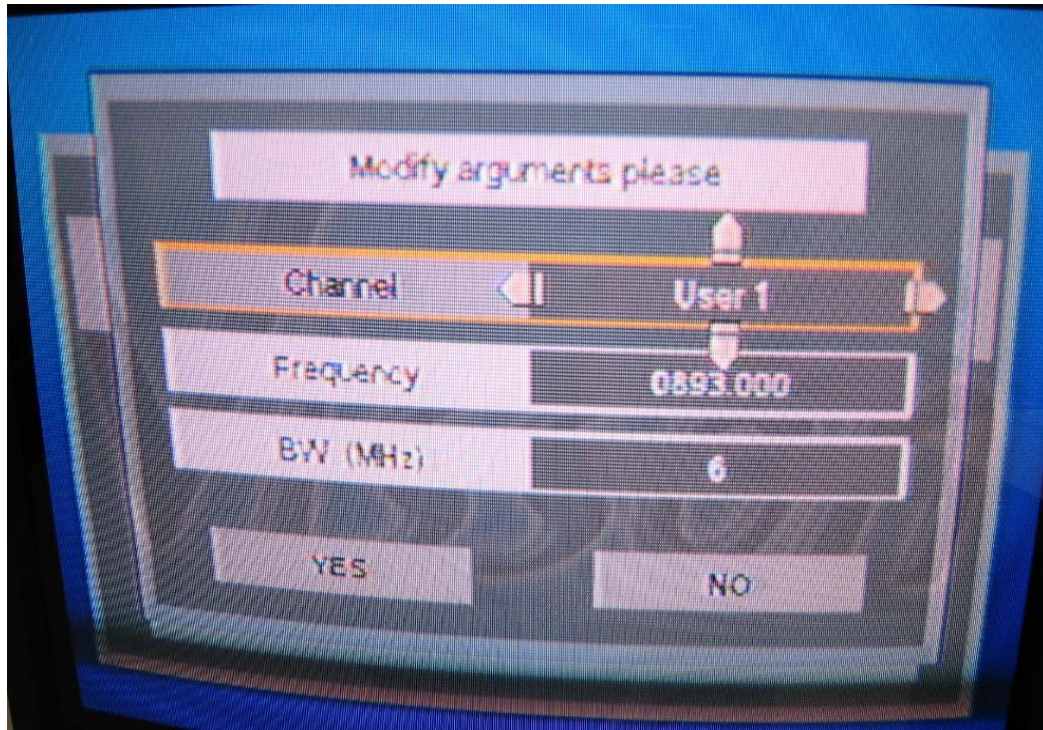 Modify arguments please
Channel User 1
Frequency 0893.000
BW (MHz) 6
YES NO